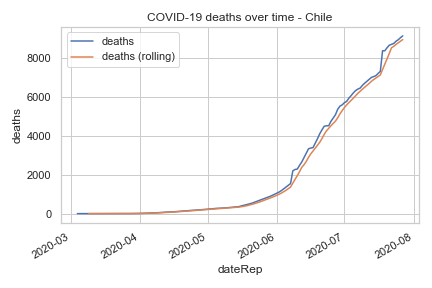 COVID-19 deaths over time - Chile
deaths
deaths (rolling)
deaths
8000
6000
4000
2000
0
2020-03
2020-04
2020-05
2020-06
2020-07
2020-08
dateRep